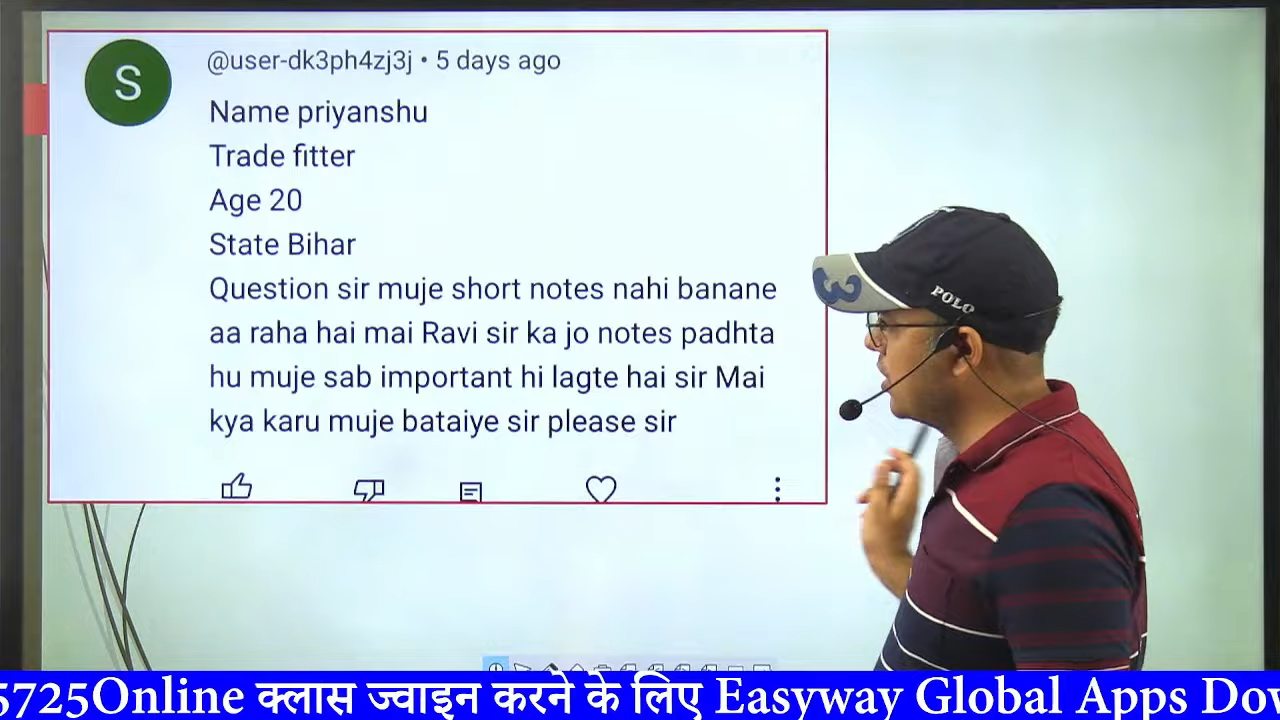 S
@user-dk3ph4zj3j • 5 days ago
Name priyanshu
Trade fitter
Age 20
State Bihar
Question sir muje short notes nahi banane
aa raha hai mai Ravi sir ka jo notes padhta
hu muje sab important hi lagte hai sir Mai
kya karu muje bataiye sir please sir
3
POLO
5725Online क्लास ज्वाइन करने के लिए Easyway Global Apps